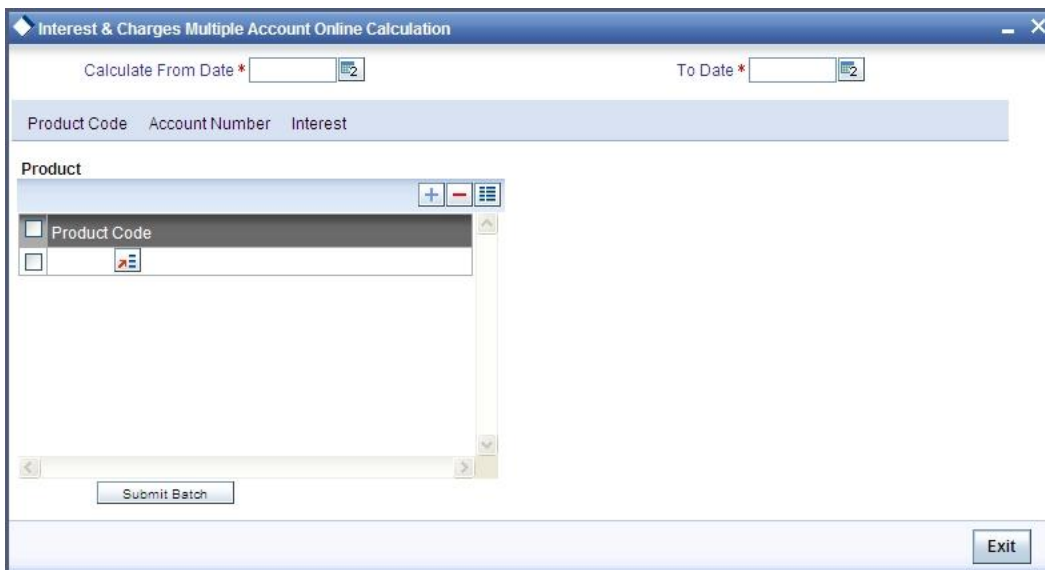 Interest & Charges Multiple Account Online Calculation
Calculate From Date * To Date *
Product Code Account Number Interest
Product
Product Code
Submit Batch
Exit